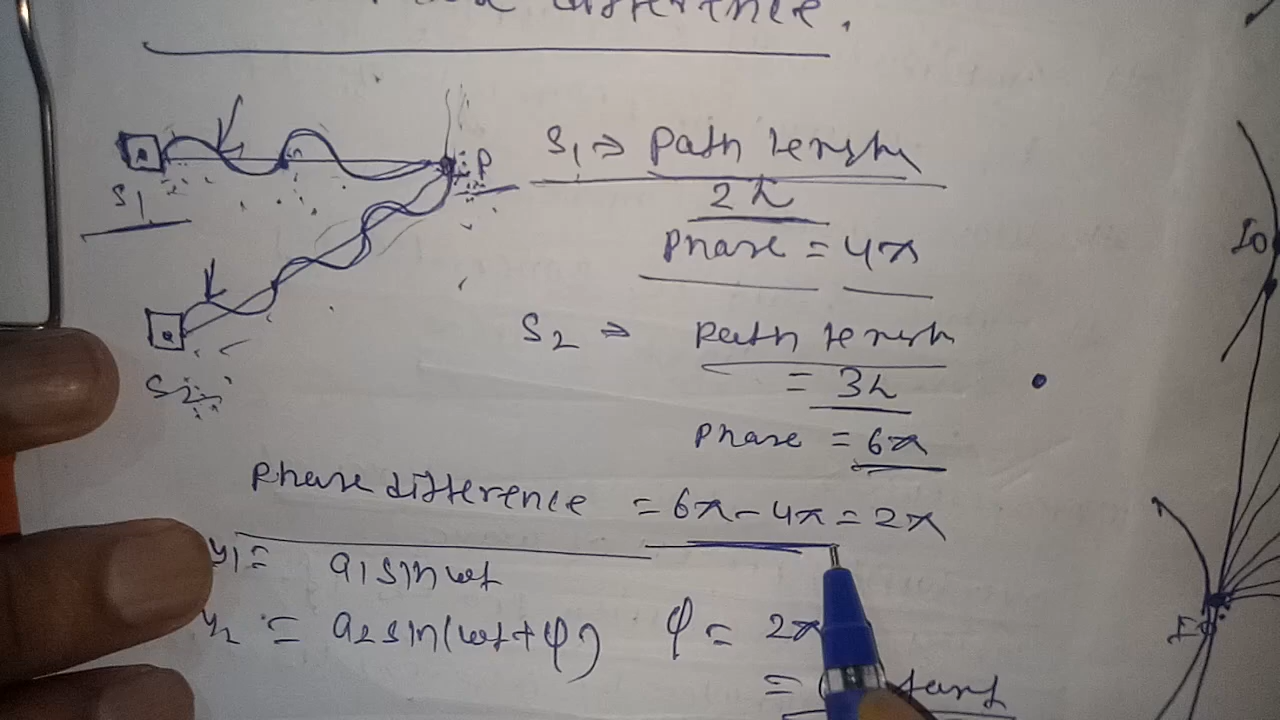 difference.
S1 ⇒ Path length
2λ
P
S1
Phase = 4π
S2 ⇒ Path length
= 3λ
S2
Phase = 6π
Phase difference = 6π - 4π = 2π
y1 = a1 sin ωt
y2 = a2 sin(ωt + φ) φ = 2π
=
I0